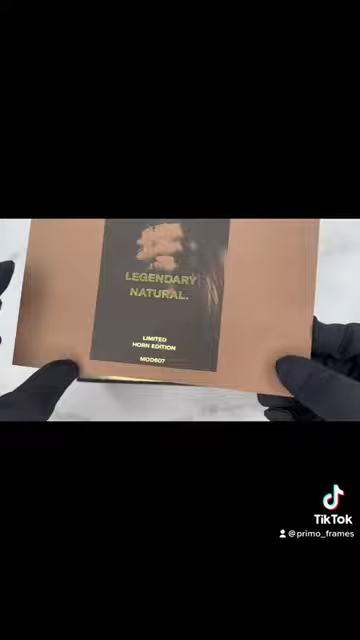 LEGENDARY
NATURAL.
LIMITED
HORN EDITION
MOD607
TikTok
@primo_frames